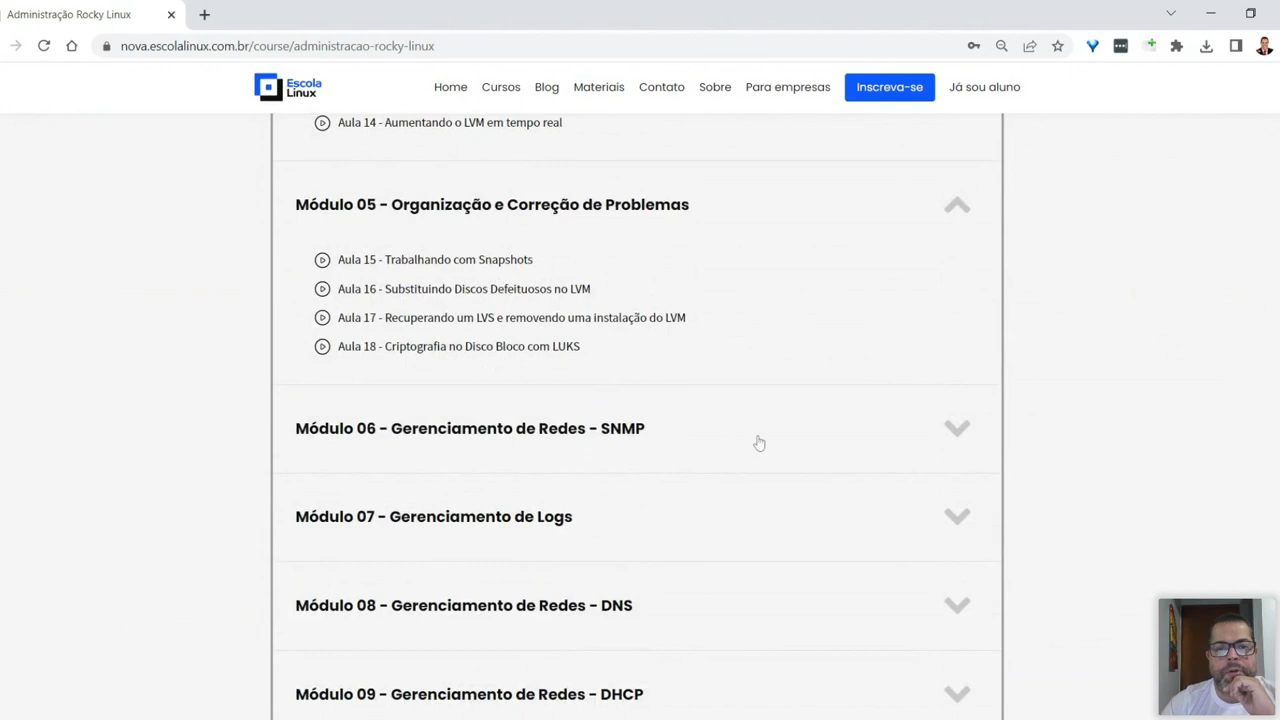 Administração Rocky Linux
nova.escolalinux.com.br/course/administracao-rocky-linux
Escola
Linux
Home
Cursos
Blog
Materiais
Contato
Sobre
Para empresas
Inscreva-se
Já sou aluno
Aula 14 - Aumentando o LVM em tempo real
Módulo 05 - Organização e Correção de Problemas
Aula 15 - Trabalhando com Snapshots
Aula 16 - Substituindo Discos Defeituosos no LVM
Aula 17 - Recuperando um LVS e removendo uma instalação do LVM
Aula 18 - Criptografia no Disco Bloco com LUKS
Módulo 06 - Gerenciamento de Redes - SNMP
Módulo 07 - Gerenciamento de Logs
Módulo 08 - Gerenciamento de Redes - DNS
Módulo 09 - Gerenciamento de Redes - DHCP